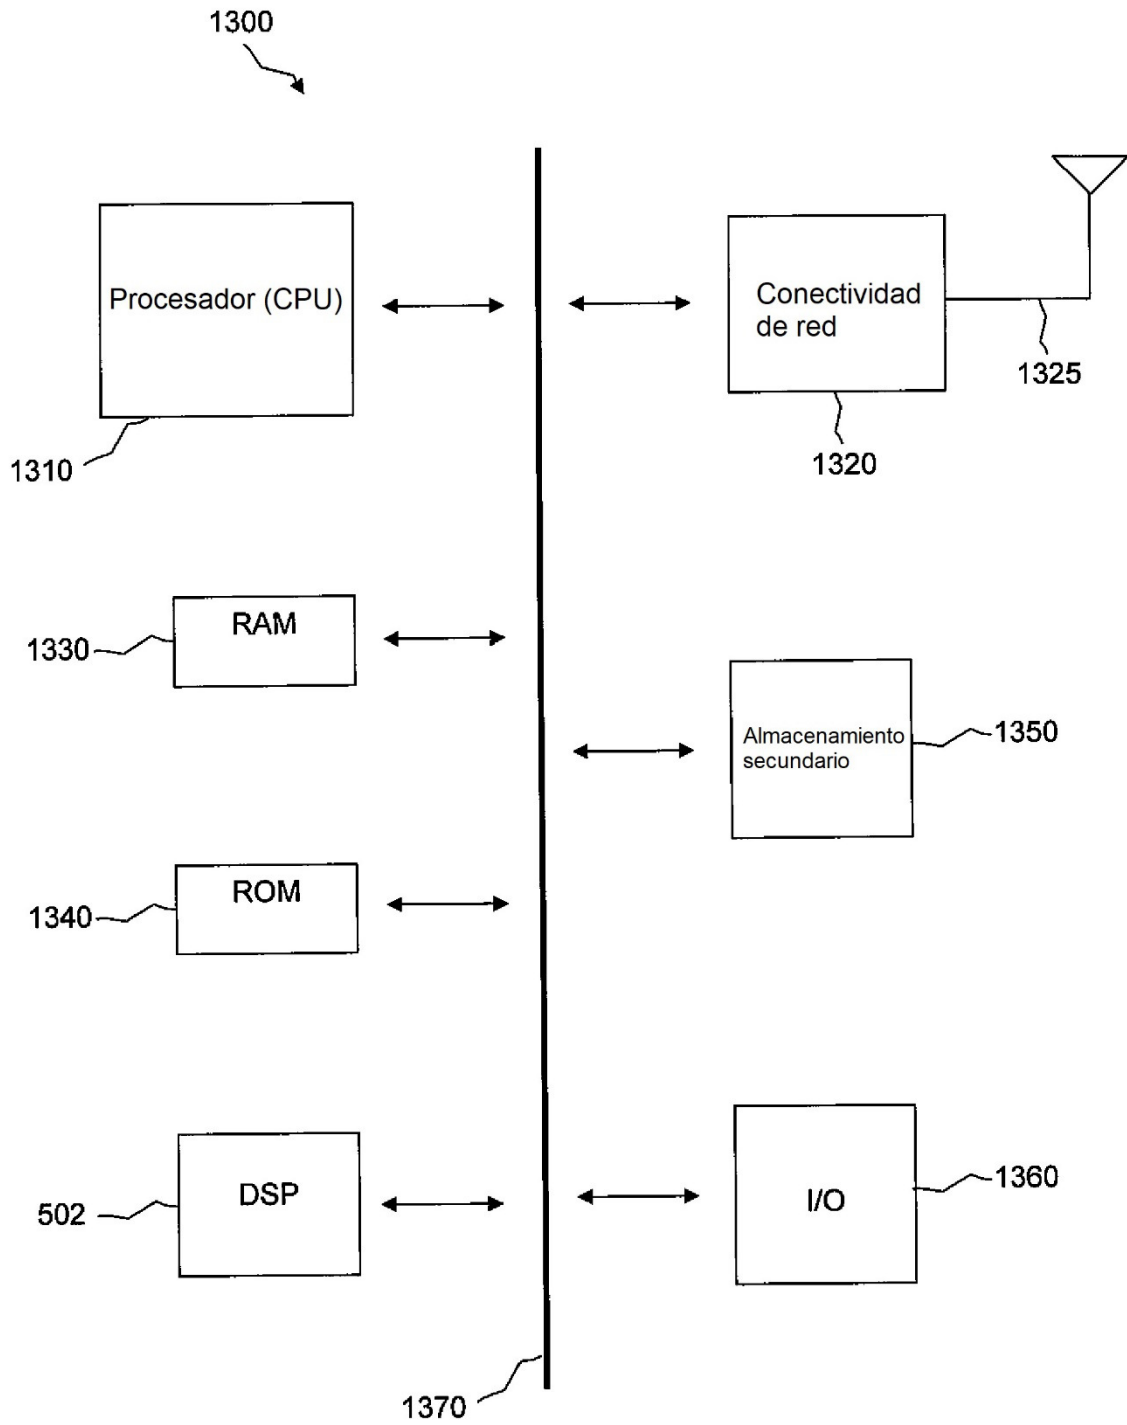 1300
Procesador (CPU)
1310
Conectividad
de red
1325
1320
RAM
1330
Almacenamiento
secundario
1350
ROM
1340
DSP
502
I/O
1360
1370